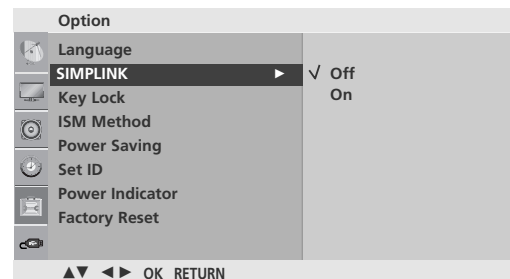 Option
Language
SIMPLINK ► √ Off
Key Lock On
ISM Method
Power Saving
Set ID
Power Indicator
Factory Reset
▲▼ ◄► OK RETURN